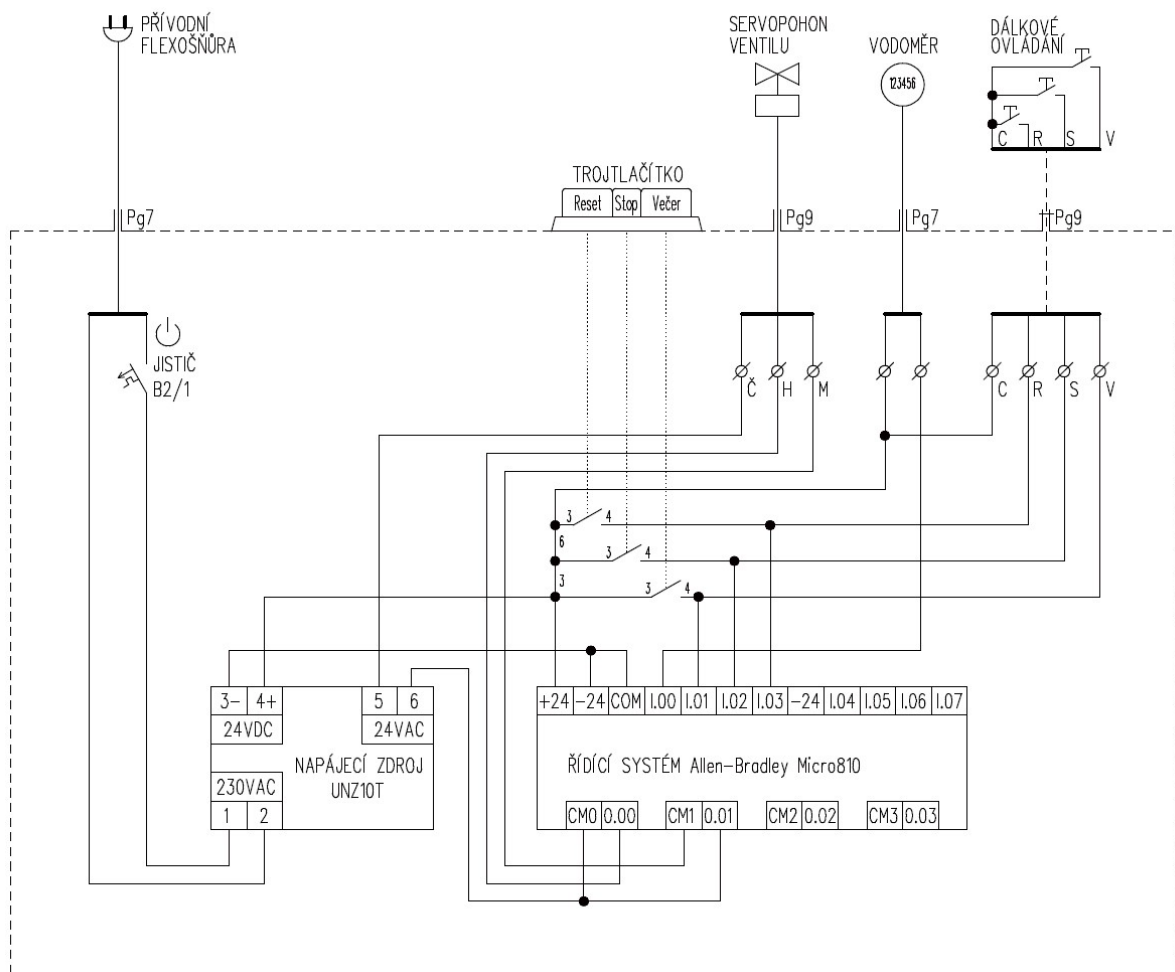 PŘÍVODNÍ
FLEXOŠŇŮRA
SERVOPOHON
VENTILU
VODOMĚR
123456
DÁLKOVÉ
OVLÁDÁNÍ
C R S V
TROJTLAČÍTKO
Reset Stop Večer
Pg7
Pg9
Pg7
Pg9
JISTIČ
B2/1
Č H M
C R S V
3 4
6
3 4
3
3 4
3- 4+
24VDC
5 6
24VAC
NAPÁJECÍ ZDROJ
UNZ10T
230VAC
1 2
+24 -24 COM I.00 I.01 I.02 I.03 -24 I.04 I.05 I.06 I.07
ŘÍDÍCÍ SYSTÉM Allen-Bradley Micro810
CM0 0.00 CM1 0.01 CM2 0.02 CM3 0.03